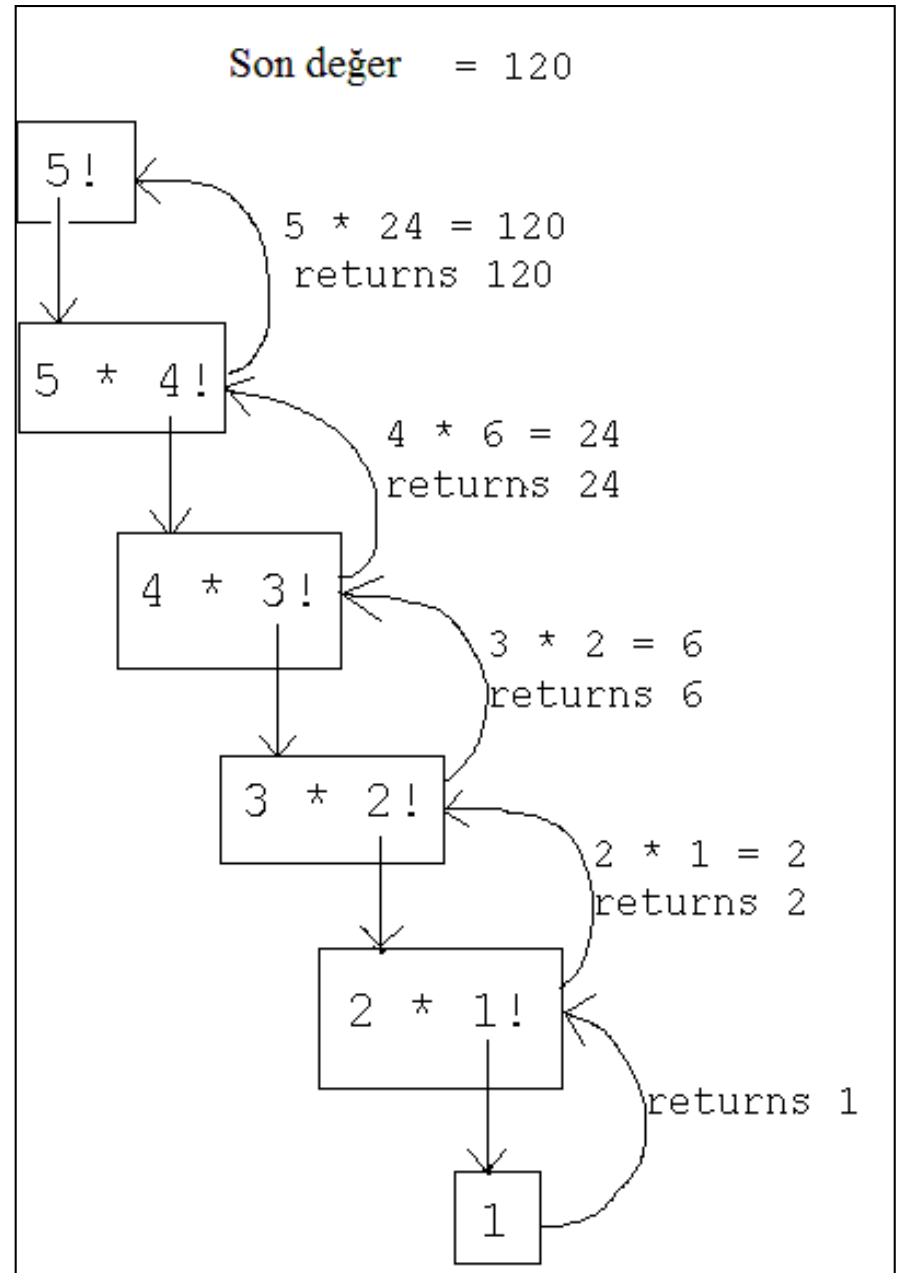 Son değer = 120
5!
5 * 24 = 120
returns 120
5 * 4!
4 * 6 = 24
returns 24
4 * 3!
3 * 2 = 6
returns 6
3 * 2!
2 * 1 = 2
returns 2
2 * 1!
returns 1
1